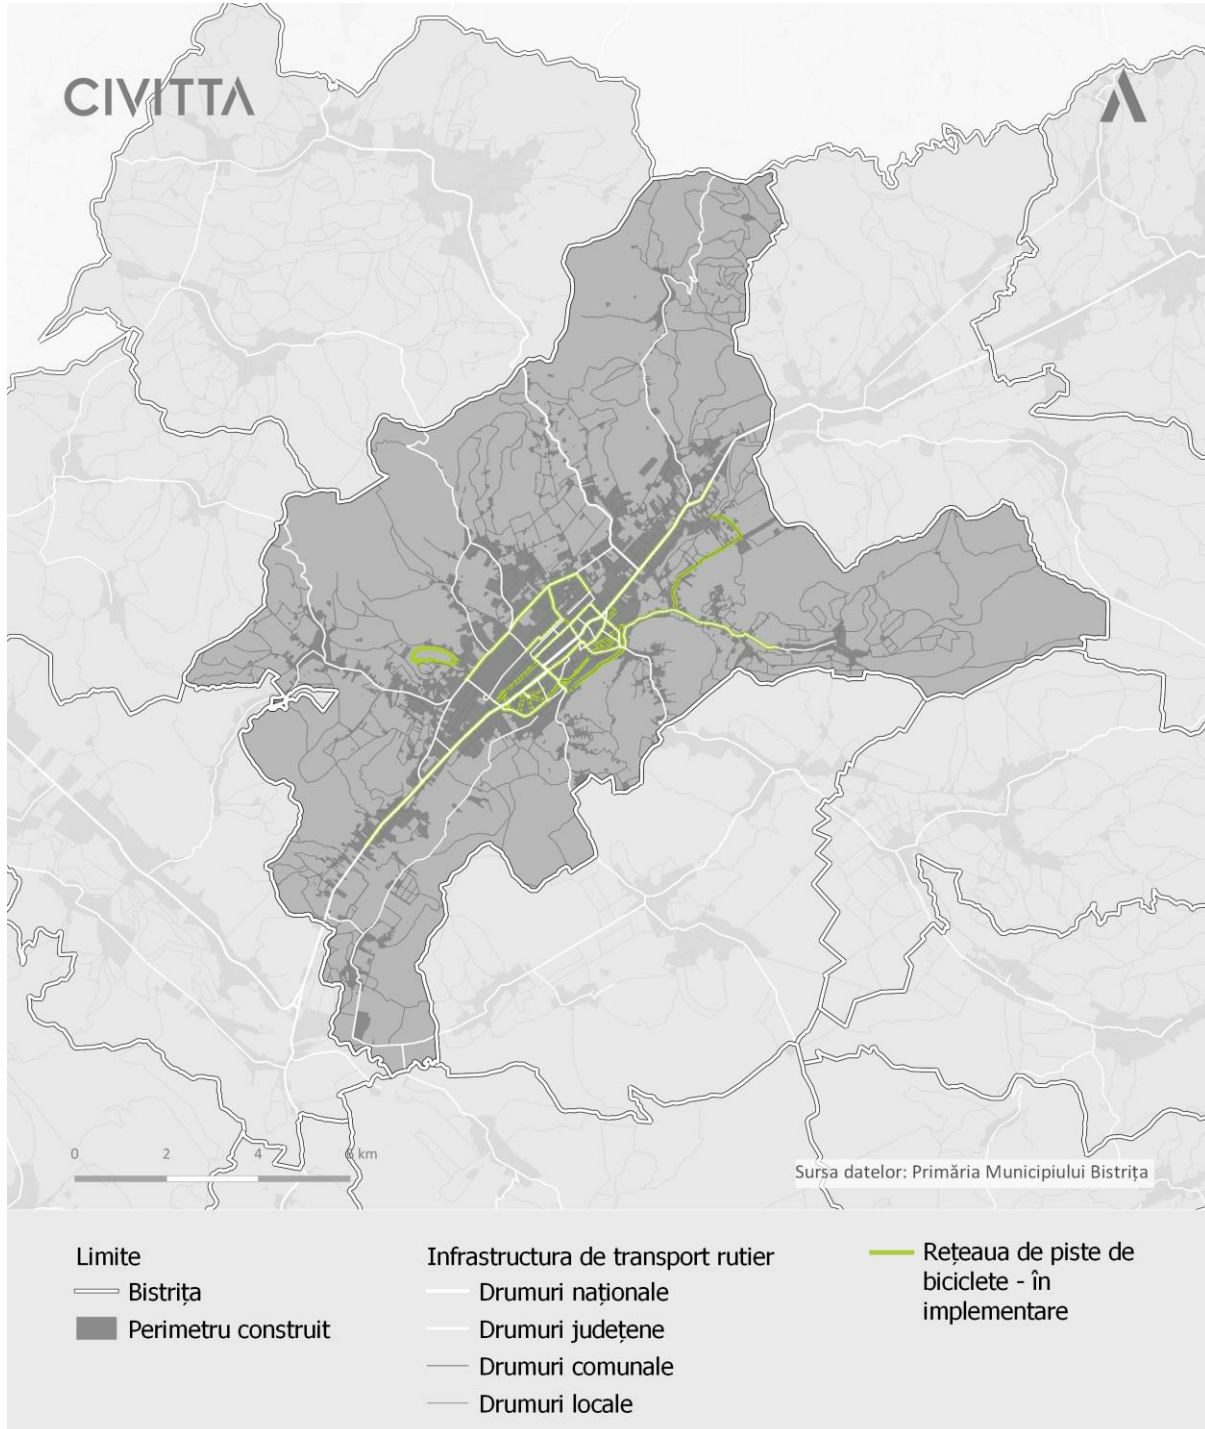 CIVITTA
0 2 4 6 km
Sursa datelor: Primăria Municipiului Bistrița
Limite
Bistrița
Perimetru construit
Infrastructura de transport rutier
Drumuri naționale
Drumuri județene
Drumuri comunale
Drumuri locale
Rețeaua de piste de
biciclete - în
implementare